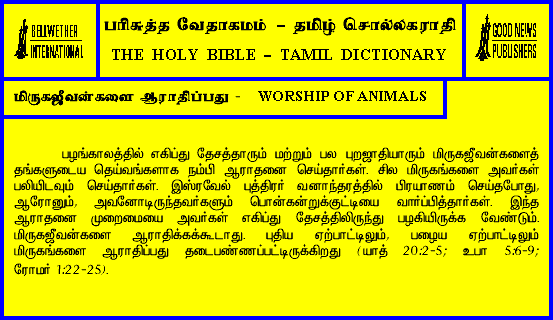 BELLWETHER
INTERNATIONAL
பரிசுத்த வேதாகமம் – தமிழ் சொல்லகராதி
THE HOLY BIBLE – TAMIL DICTIONARY
GOOD NEWS
PUBLISHERS
மிருகஜீவன்களை ஆராதிப்பது - WORSHIP OF ANIMALS
பழங்காலத்தில் எகிப்து தேசத்தாரும் மற்றும் பல புறஜாதியாரும் மிருகஜீவன்களைத்
தங்களுடைய தெய்வங்களாக நம்பி ஆராதனை செய்தார்கள். சில மிருகங்களை அவர்கள்
பலியிடவும் செய்தார்கள். இஸ்ரவேல் புத்திரர் வனாந்தரத்தில் பிரயாணம் செய்தபோது,
ஆரோனும், அவனோடிருந்தவர்களும் பொன்கன்றுக்குட்டியை வார்ப்பித்தார்கள். இந்த
ஆராதனை முறைமையை அவர்கள் எகிப்து தேசத்திலிருந்து பழகியிருக்க வேண்டும்.
மிருகஜீவன்களை ஆராதிக்கக்கூடாது. புதிய ஏற்பாட்டிலும், பழைய ஏற்பாட்டிலும்
மிருகங்களை ஆராதிப்பது தடைபண்ணப்பட்டிருக்கிறது (யாத் 20:2-5; உபா 5:6-9;
ரோமர் 1:22-25).